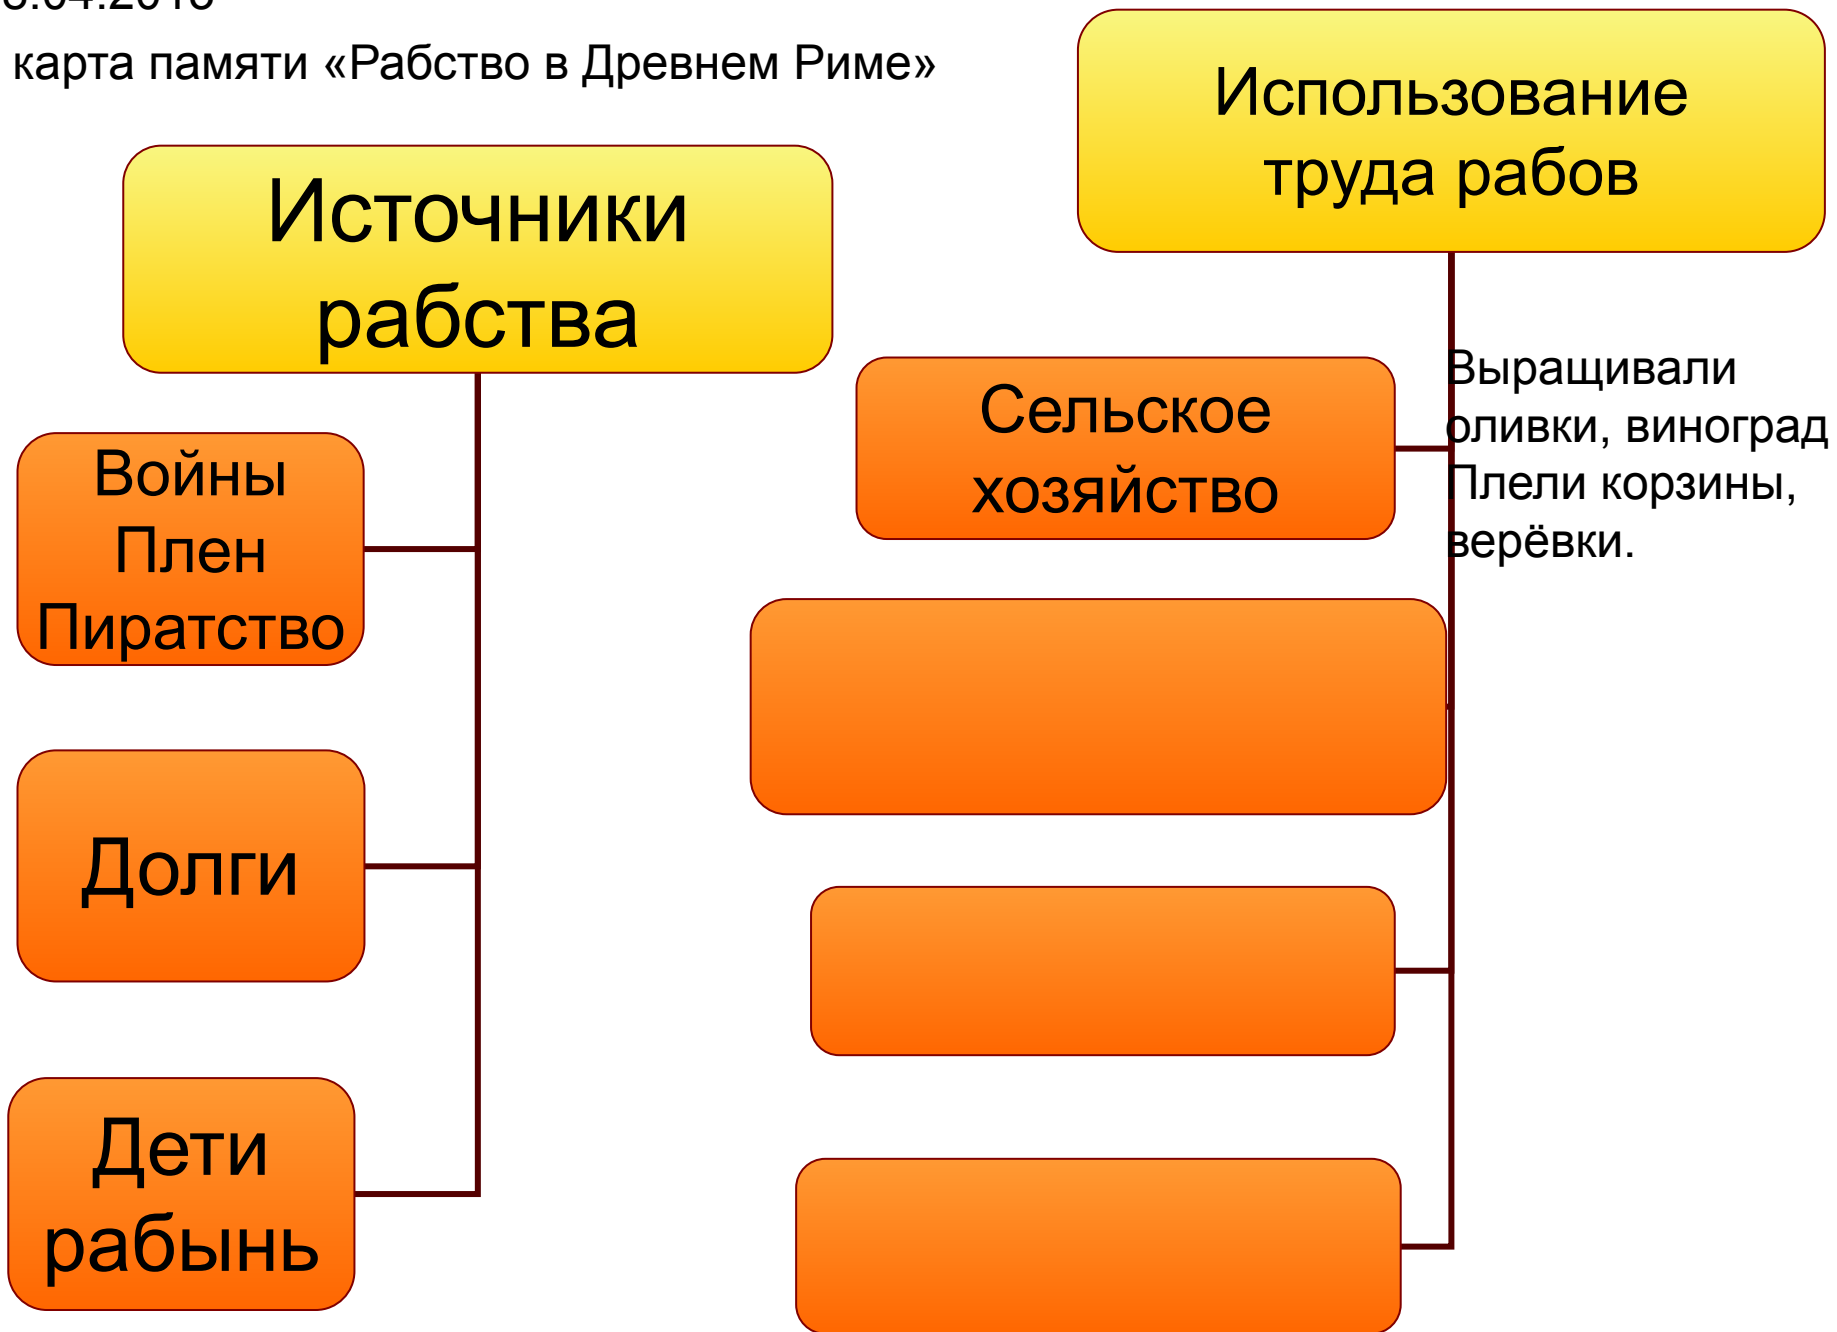 карта памяти «Рабство в Древнем Риме»
Источники
рабства
Войны
Плен
Пиратство
Долги
Дети
рабынь
Использование
труда рабов
Сельское
хозяйство
Выращивали
оливки, виноград
Плели корзины,
верёвки.